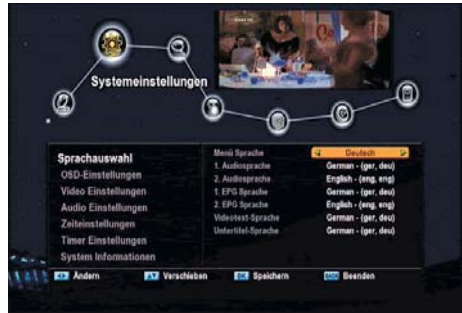 Systemeinstellungen
Sprachauswahl
OSD-Einstellungen
Video Einstellungen
Audio Einstellungen
Zeiteinstellungen
Timer Einstellungen
System Informationen
Menü Sprache Deutsch
1. Audiosprache German - (ger, deu)
2. Audiosprache English - (eng, eng)
1. EPG Sprache German - (ger, deu)
2. EPG Sprache English - (eng, eng)
Videotext-Sprache German - (ger, deu)
Untertitel-Sprache German - (ger, deu)
Ändern Verschieben OK Speichern BACK Beenden